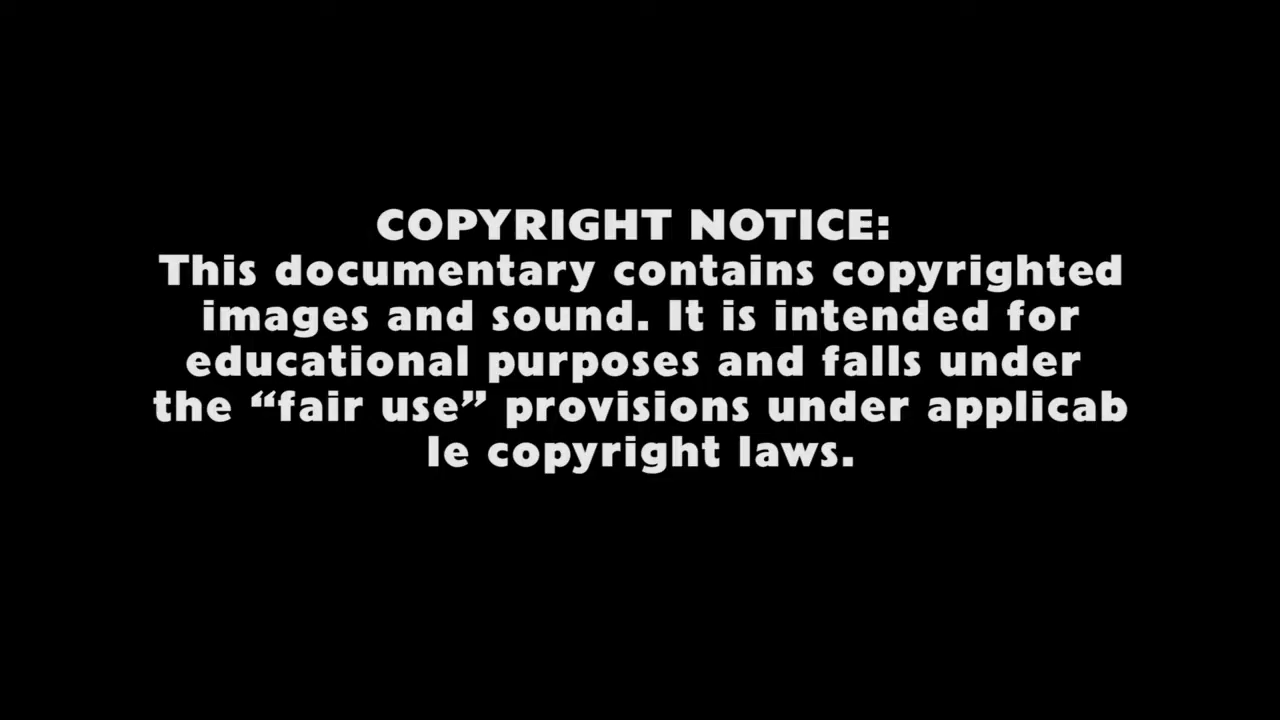 COPYRIGHT NOTICE:
This documentary contains copyrighted
images and sound. It is intended for
educational purposes and falls under
the “fair use” provisions under applicab
le copyright laws.